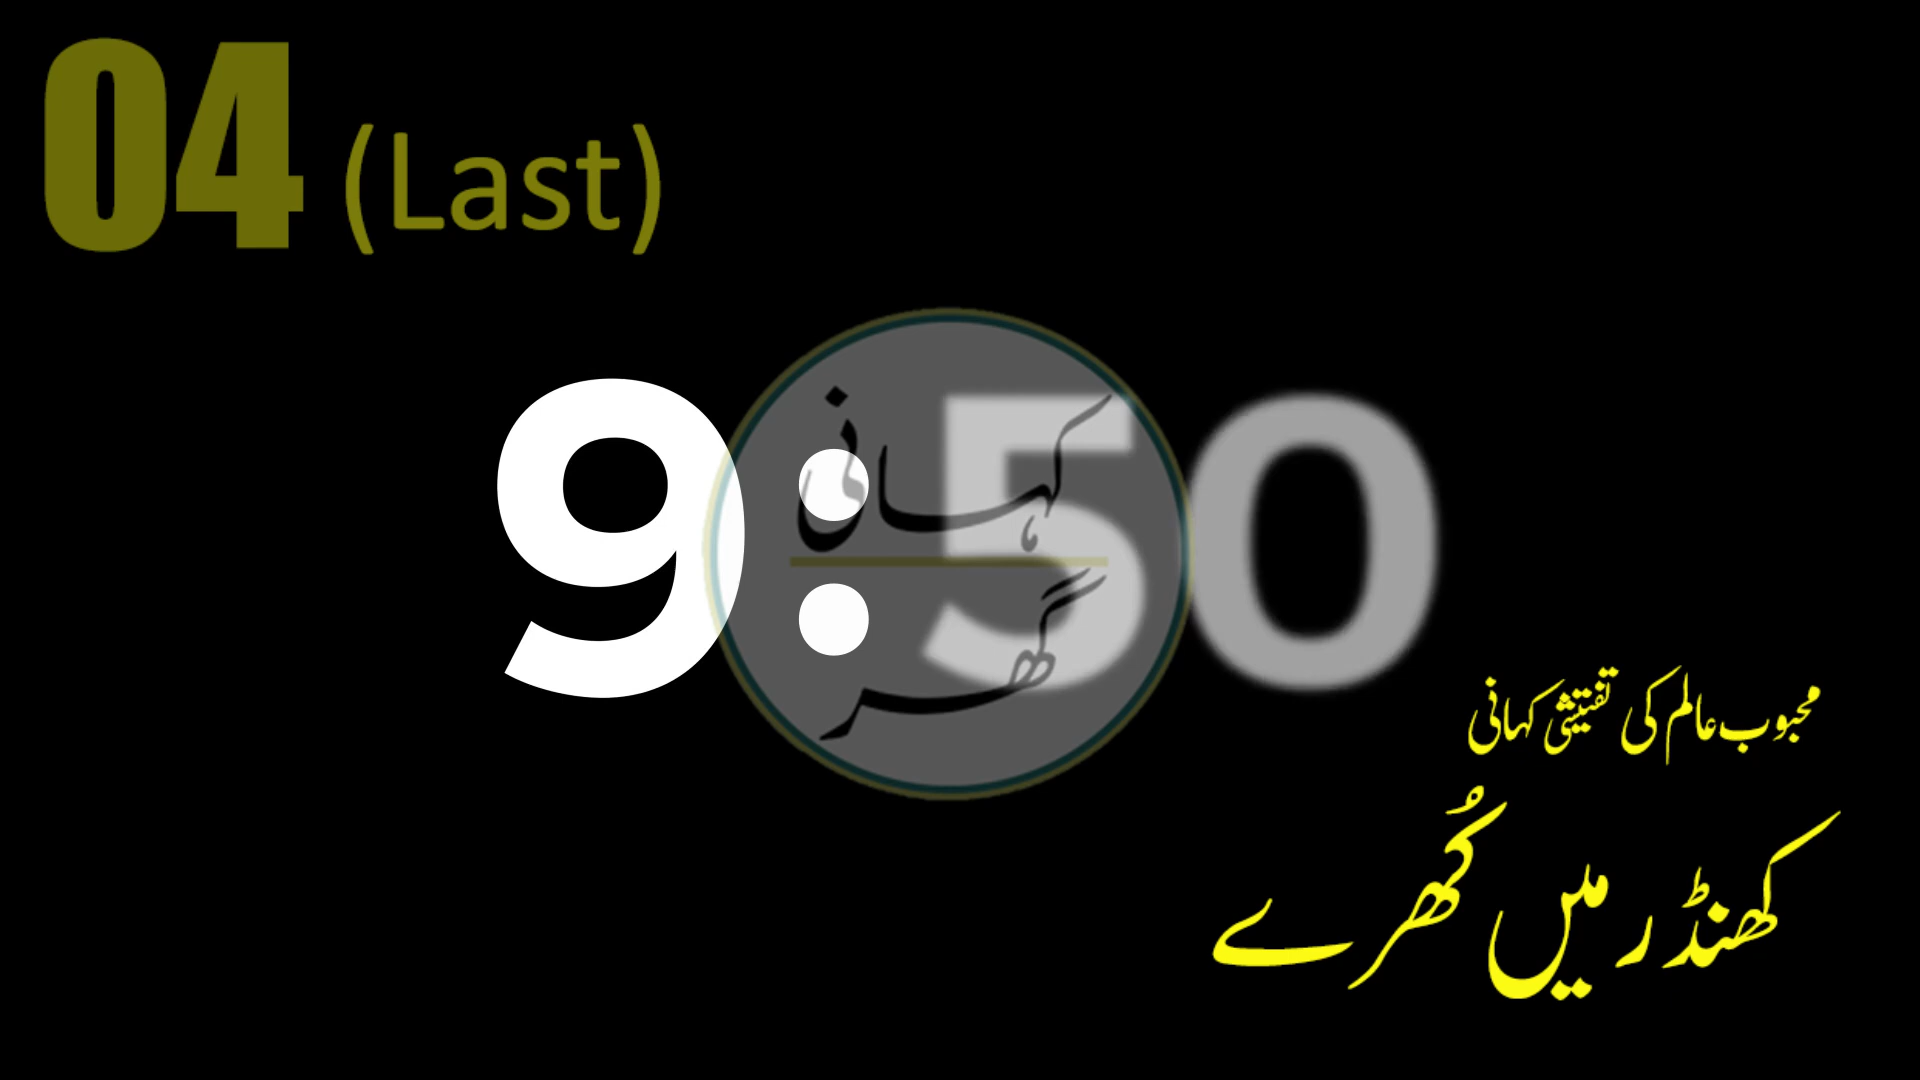 04 (Last)
9:50
کہانی
گھر
محبوب عالم کی تفتیشی کہانی
کھنڈر میں کُھرے